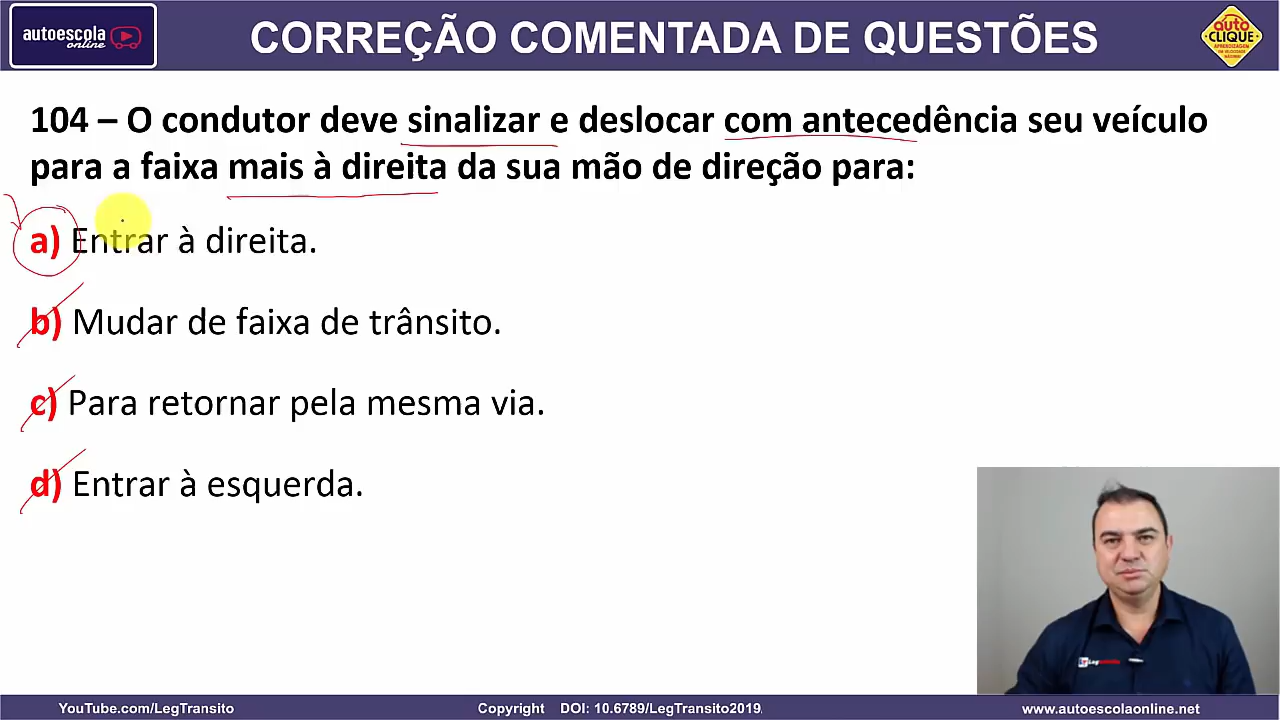 autoescola
online
CORREÇÃO COMENTADA DE QUESTÕES
auto
CLIQUE
104 – O condutor deve sinalizar e deslocar com antecedência seu veículo
para a faixa mais à direita da sua mão de direção para:
a) Entrar à direita.
b) Mudar de faixa de trânsito.
c) Para retornar pela mesma via.
d) Entrar à esquerda.
YouTube.com/LegTransito
Copyright DOI: 10.6789/LegTransito2019.
www.autoescolaonline.net